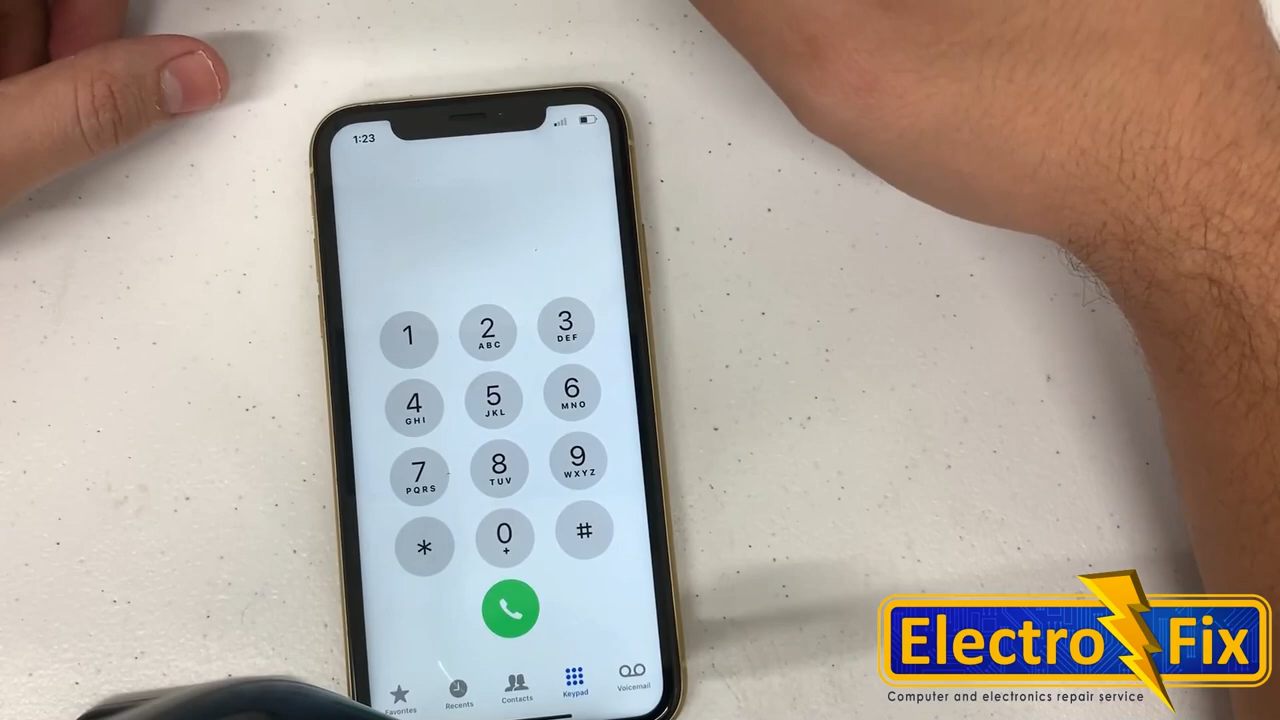 1:23
1
2
ABC
3
DEF
4
GHI
5
JKL
6
MNO
7
PQRS
8
TUV
9
WXYZ
*
0
+
#
Favorites
Recents
Contacts
Keypad
Voicemail
Electro Fix
Computer and electronics repair service